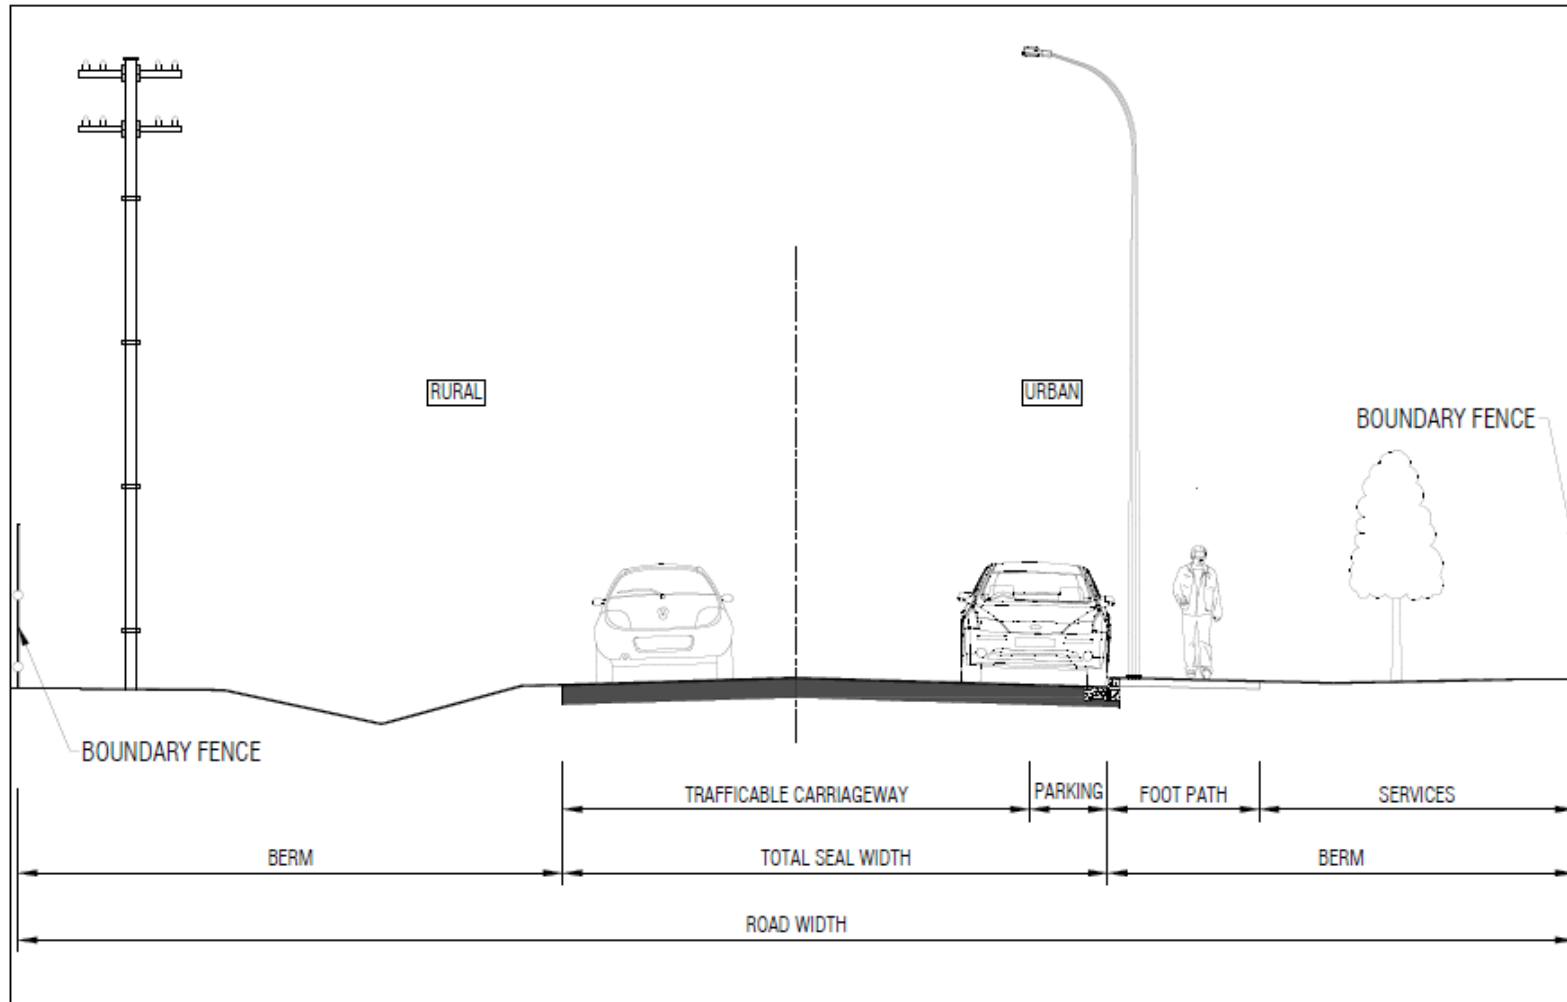 RURAL
URBAN
BOUNDARY FENCE
BOUNDARY FENCE
TRAFFICABLE CARRIAGEWAY
PARKING
FOOT PATH
SERVICES
BERM
TOTAL SEAL WIDTH
BERM
ROAD WIDTH